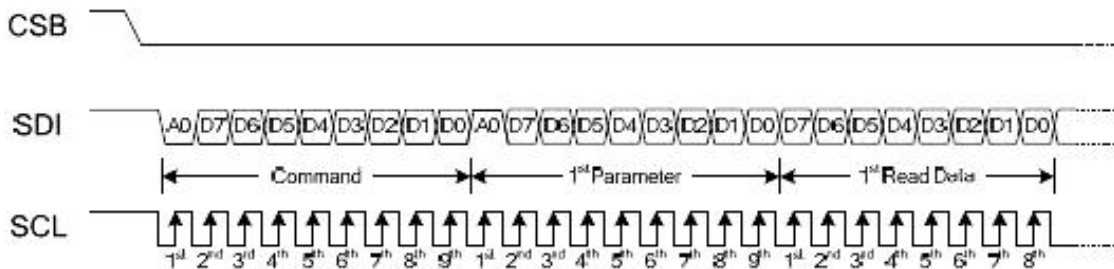 CSB
SDI A0 D7 D6 D5 D4 D3 D2 D1 D0 A0 D7 D6 D5 D4 D3 D2 D1 D0 D7 D6 D5 D4 D3 D2 D1 D0
Command 1st Parameter 1st Read Data
SCL
1st 2nd 3rd 4th 5th 6th 7th 8th 9th 1st 2nd 3rd 4th 5th 6th 7th 8th 9th 1st 2nd 3rd 4th 5th 6th 7th 8th